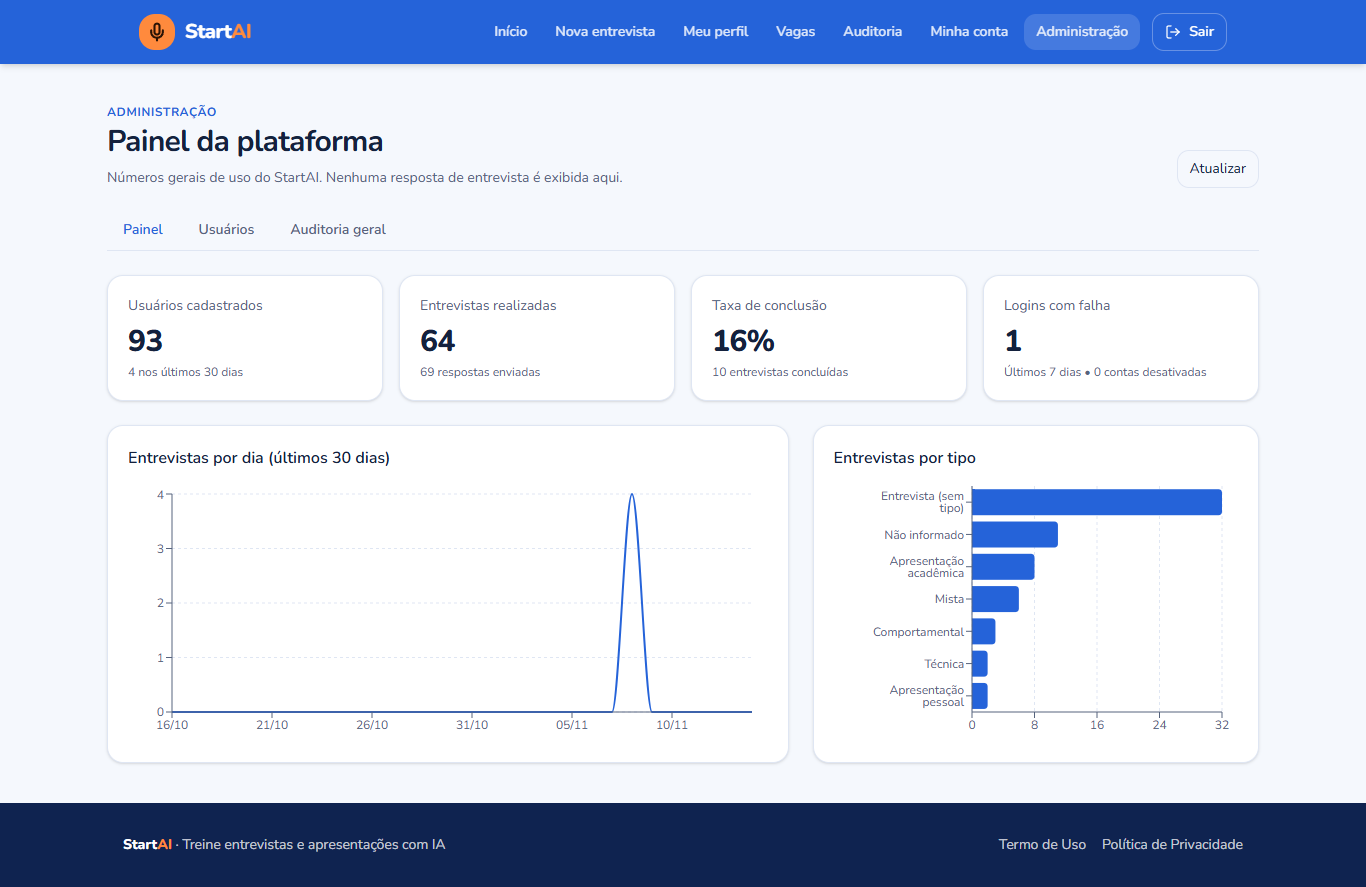 StartAI
Início
Nova entrevista
Meu perfil
Vagas
Auditoria
Minha conta
Administração
Sair
ADMINISTRAÇÃO
Painel da plataforma
Números gerais de uso do StartAI. Nenhuma resposta de entrevista é exibida aqui.
Atualizar
Painel
Usuários
Auditoria geral
Usuários cadastrados
93
4 nos últimos 30 dias
Entrevistas realizadas
64
69 respostas enviadas
Taxa de conclusão
16%
10 entrevistas concluídas
Logins com falha
1
Últimos 7 dias • 0 contas desativadas
Entrevistas por dia (últimos 30 dias)
4
3
2
1
0
16/10
21/10
26/10
31/10
05/11
10/11
Entrevistas por tipo
Entrevista (sem
tipo)
Não informado
Apresentação
acadêmica
Mista
Comportamental
Técnica
Apresentação
pessoal
0
8
16
24
32
StartAI · Treine entrevistas e apresentações com IA
Termo de Uso
Política de Privacidade